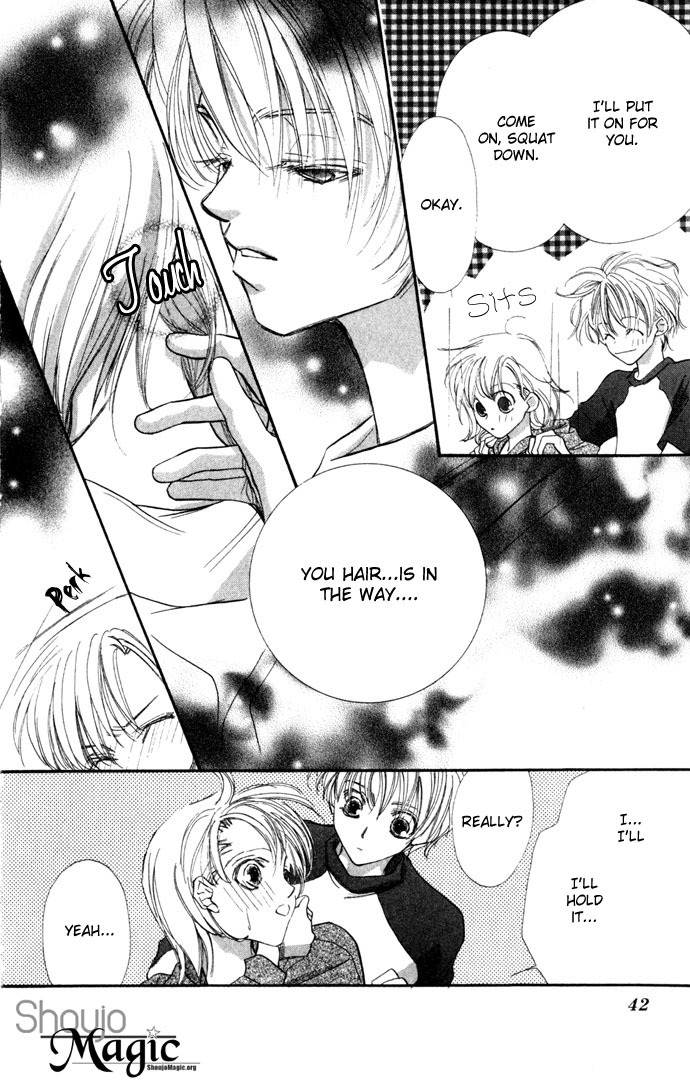 I'LL PUT
IT ON FOR
YOU.
COME
ON, SQUAT
DOWN.
OKAY.
SitS
Touch
YOU HAIR...IS IN
THE WAY....
Perk
I...
I'LL
I'LL
HOLD
IT...
REALLY?
YEAH...
42
Shoujo
Magic
ShoujoMagic.org